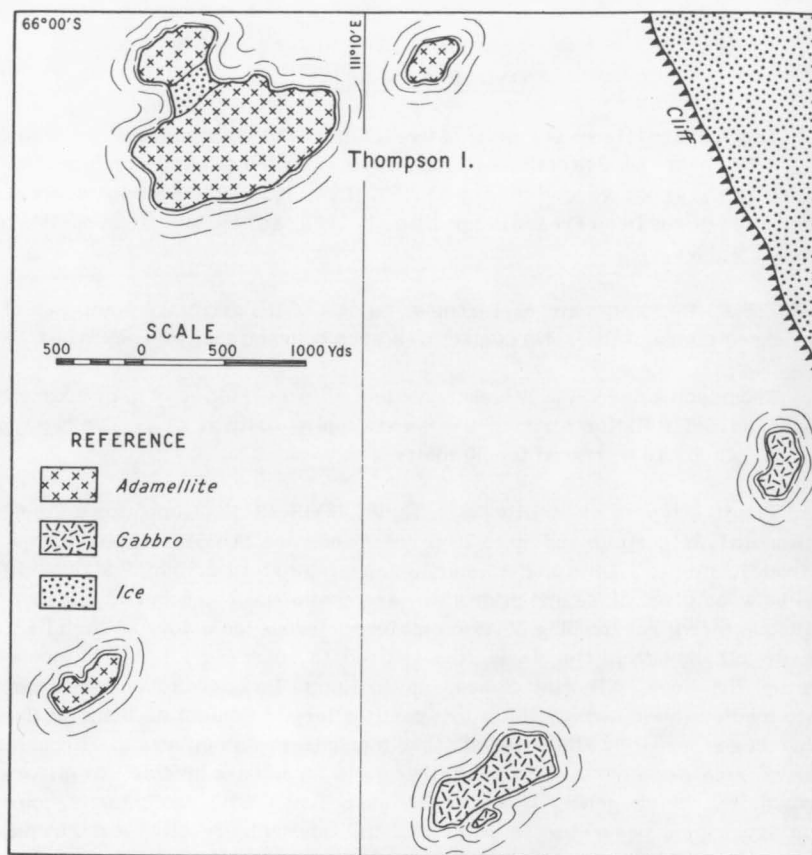 66°00'S
111°10'E
Cliff
Thompson I.
SCALE
500 0 500 1000 Yds
REFERENCE
Adamellite
Gabbro
Ice